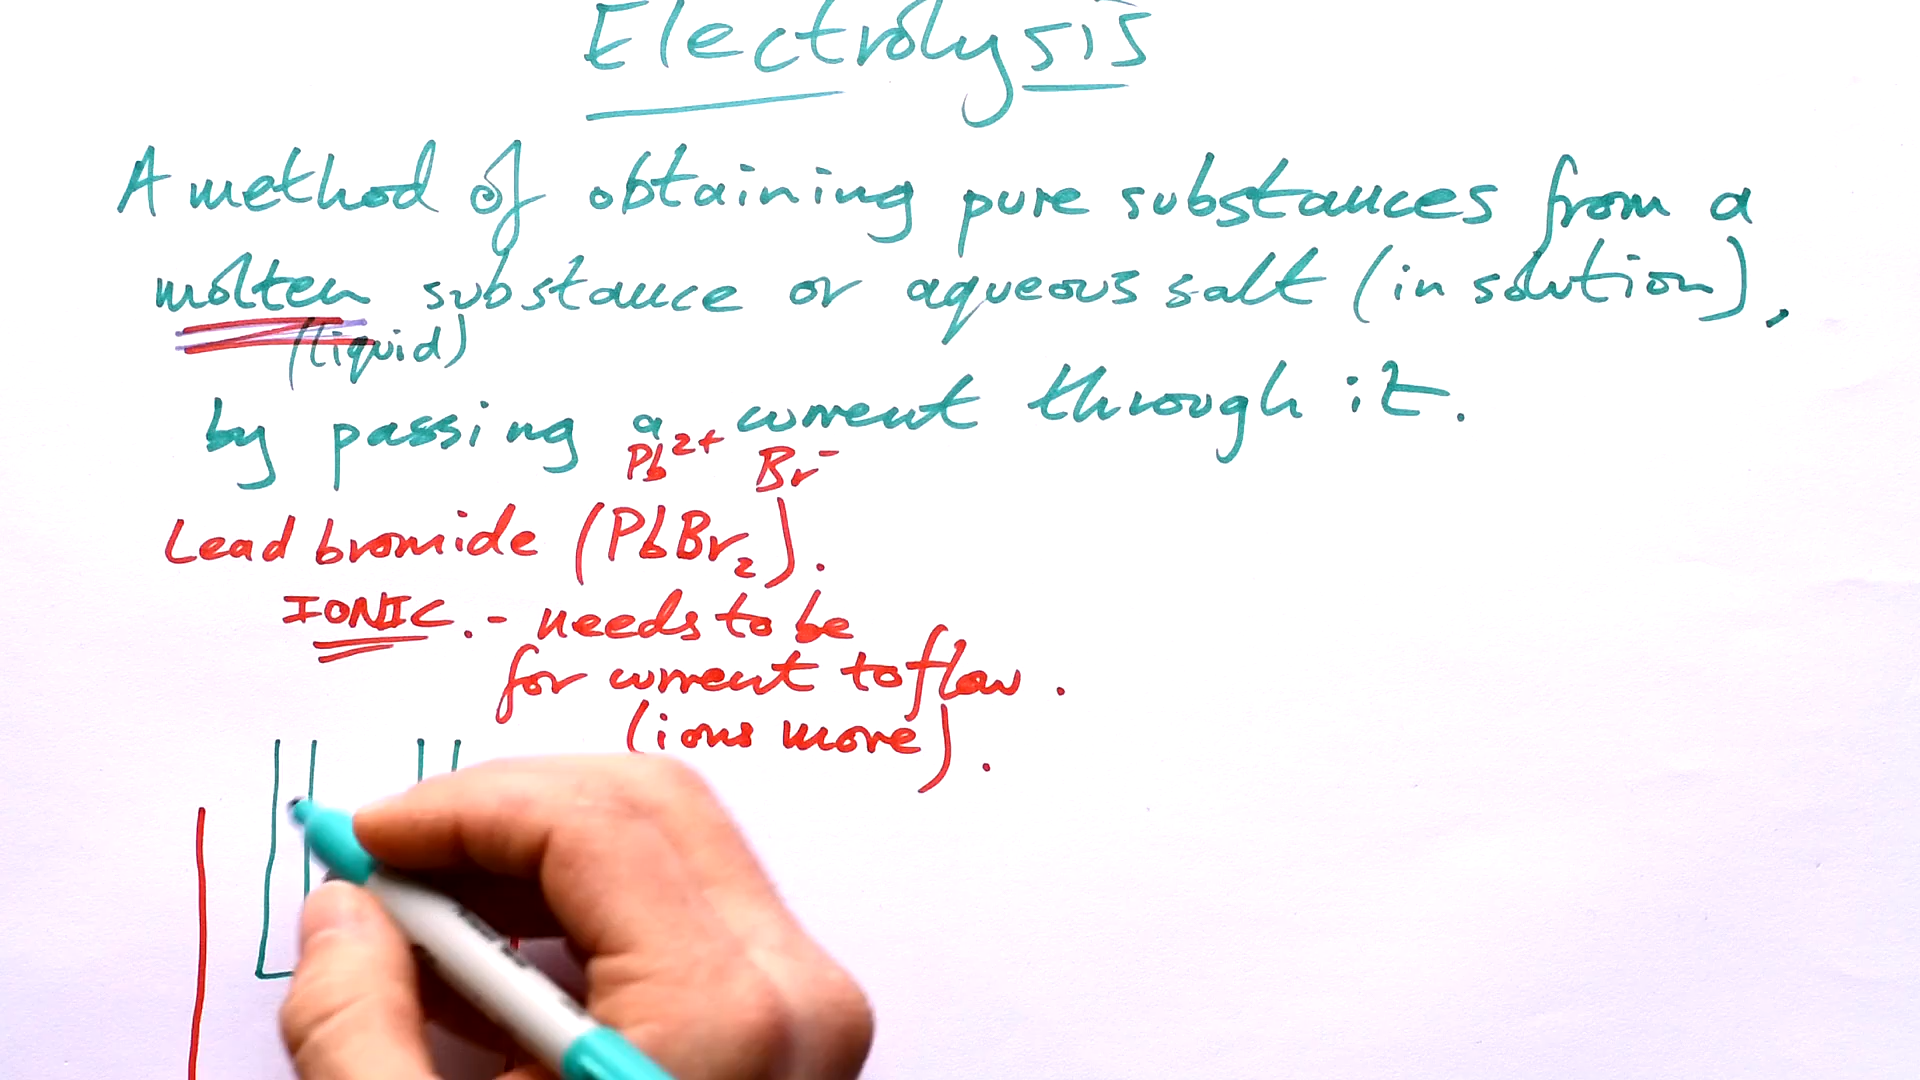 Electrolysis
A method of obtaining pure substances from a
molten substance or aqueous salt (in solution),
(liquid)
by passing a current through it.
Pb²⁺ Br⁻
Lead bromide (PbBr₂).
IONIC. - needs to be
for current to flow.
(ions move).